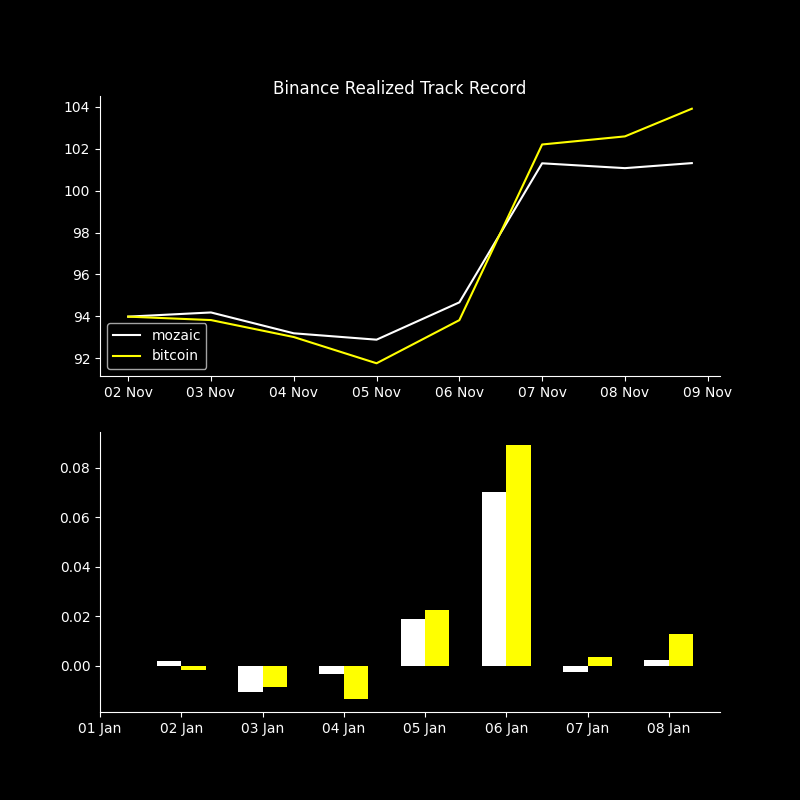 Binance Realized Track Record
104
102
100
98
96
94
92
mozaic
bitcoin
02 Nov 03 Nov 04 Nov 05 Nov 06 Nov 07 Nov 08 Nov 09 Nov
0.08
0.06
0.04
0.02
0.00
01 Jan 02 Jan 03 Jan 04 Jan 05 Jan 06 Jan 07 Jan 08 Jan